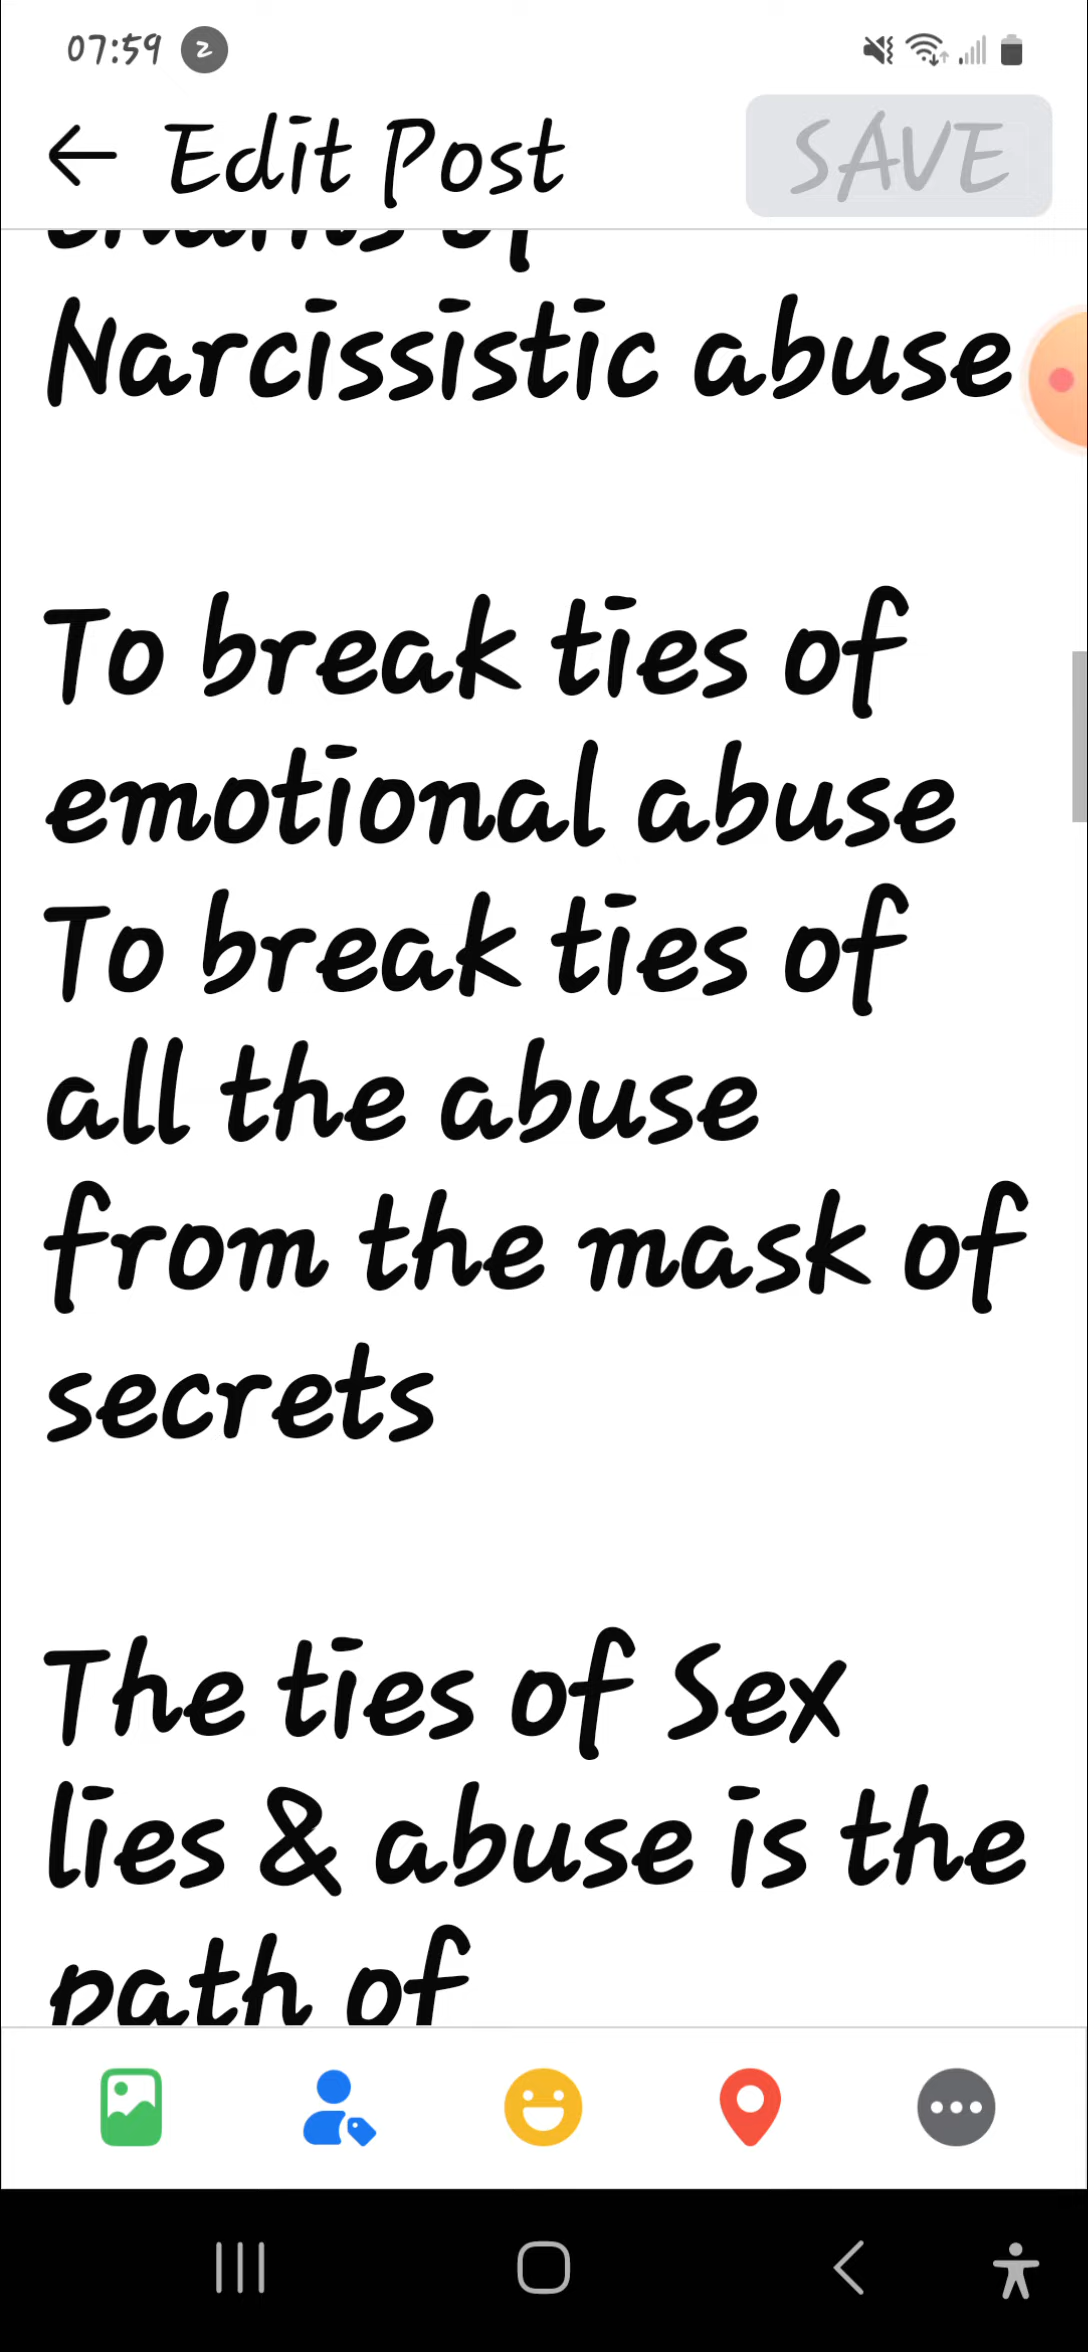 07:59 2
Edit Post
SAVE
Narcissistic abuse
To break ties of
emotional abuse
To break ties of
all the abuse
from the mask of
secrets
The ties of Sex
lies & abuse is the
path of